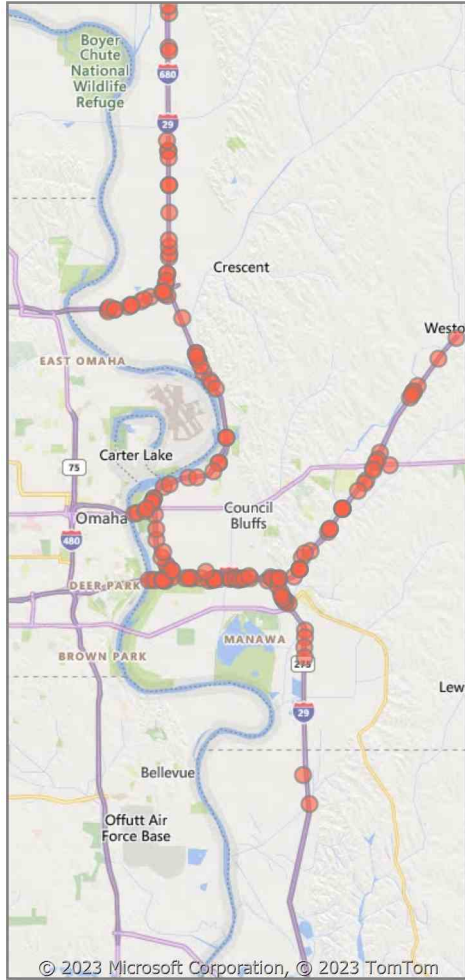 Boyer
Chute
National
Wildlife
Refuge
680
29
Crescent
Westo
EAST OMAHA
Carter Lake
75
Omaha
Council
Bluffs
480
DEER PARK
MANAWA
BROWN PARK
275
Lew
29
Bellevue
Offutt Air
Force Base
© 2023 Microsoft Corporation, © 2023 TomTom